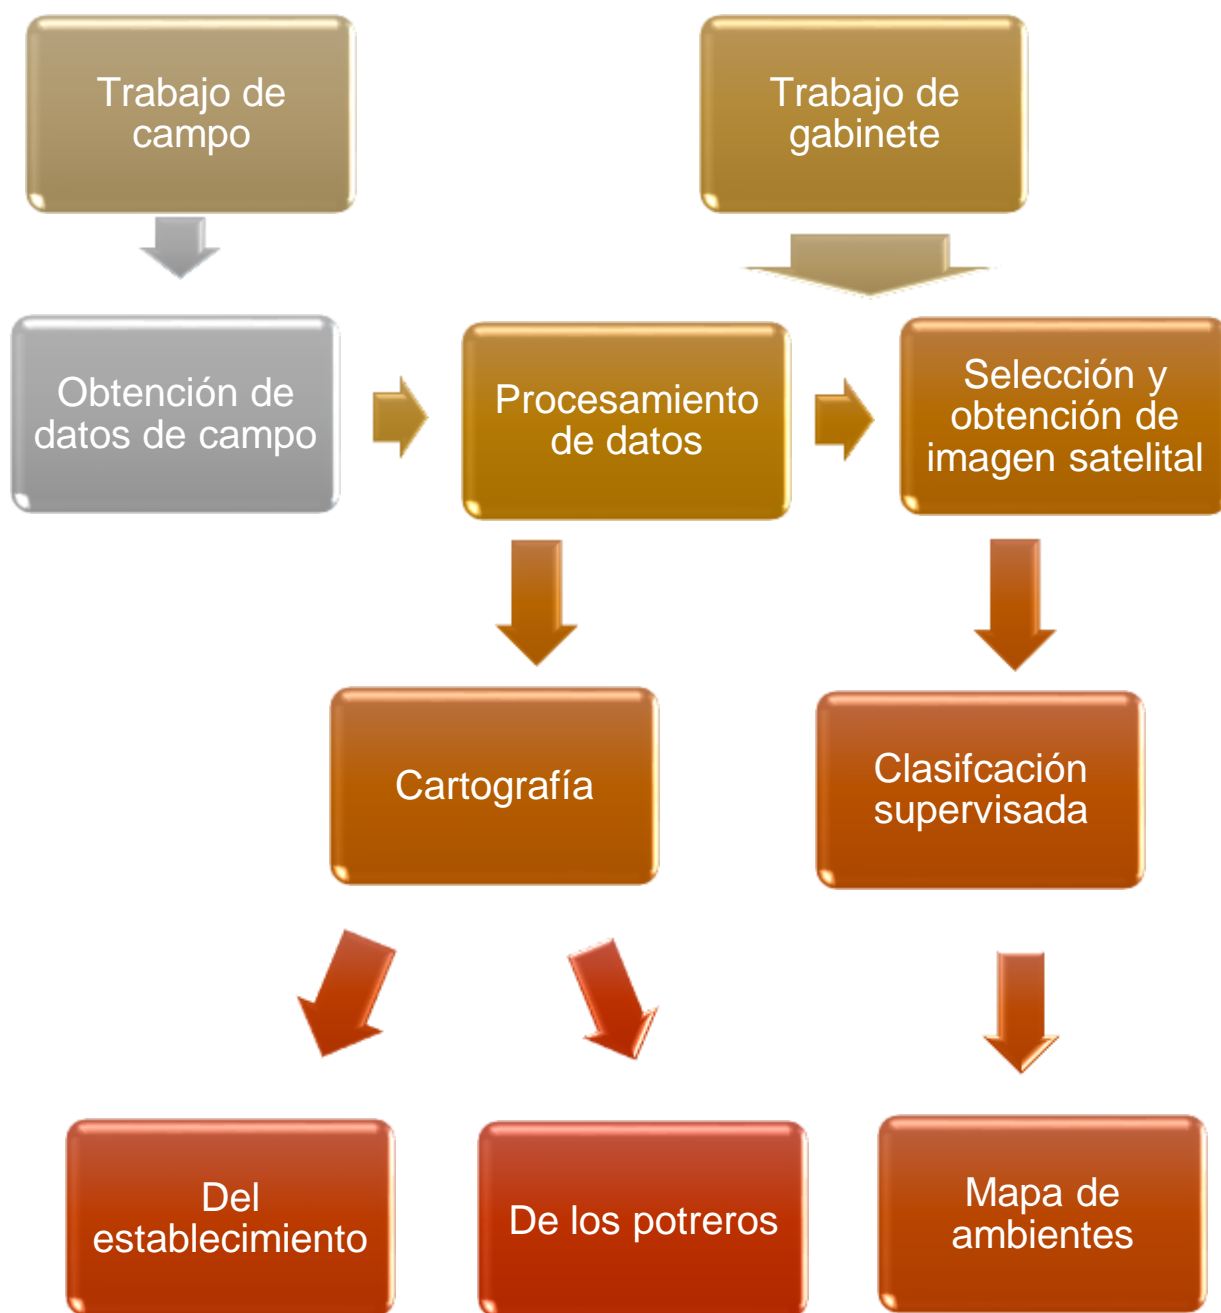 Trabajo de
campo
Trabajo de
gabinete
Obtención de
datos de campo
Procesamiento
de datos
Selección y
obtención de
imagen satelital
Cartografía
Clasifcación
supervisada
Del
establecimiento
De los potreros
Mapa de
ambientes